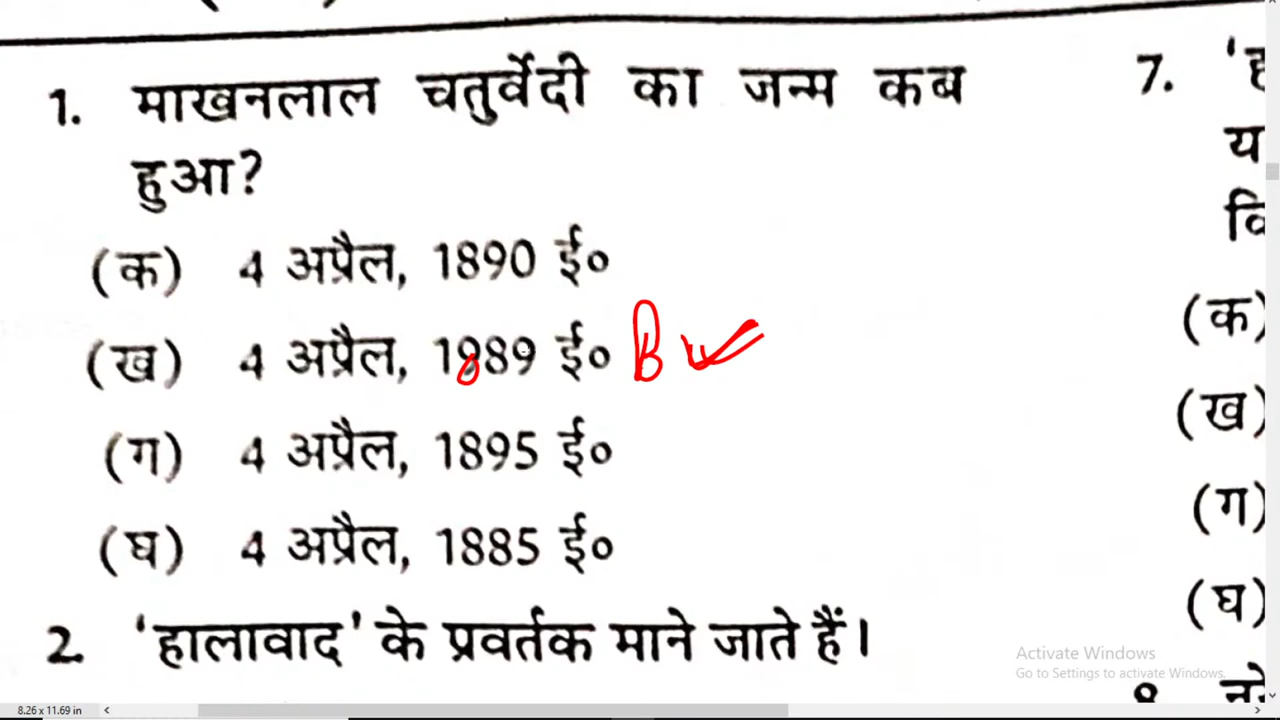 1. माखनलाल चतुर्वेदी का जन्म कब
हुआ?
(क) 4 अप्रैल, 1890 ई०
(ख) 4 अप्रैल, 1989 ई० B
(ग) 4 अप्रैल, 1895 ई०
(घ) 4 अप्रैल, 1885 ई०
2. 'हालावाद' के प्रवर्तक माने जाते हैं।
7.
(क)
(ख)
(ग)
(घ)
Activate Windows
Go to Settings to activate Windows.
8.26 x 11.69 in